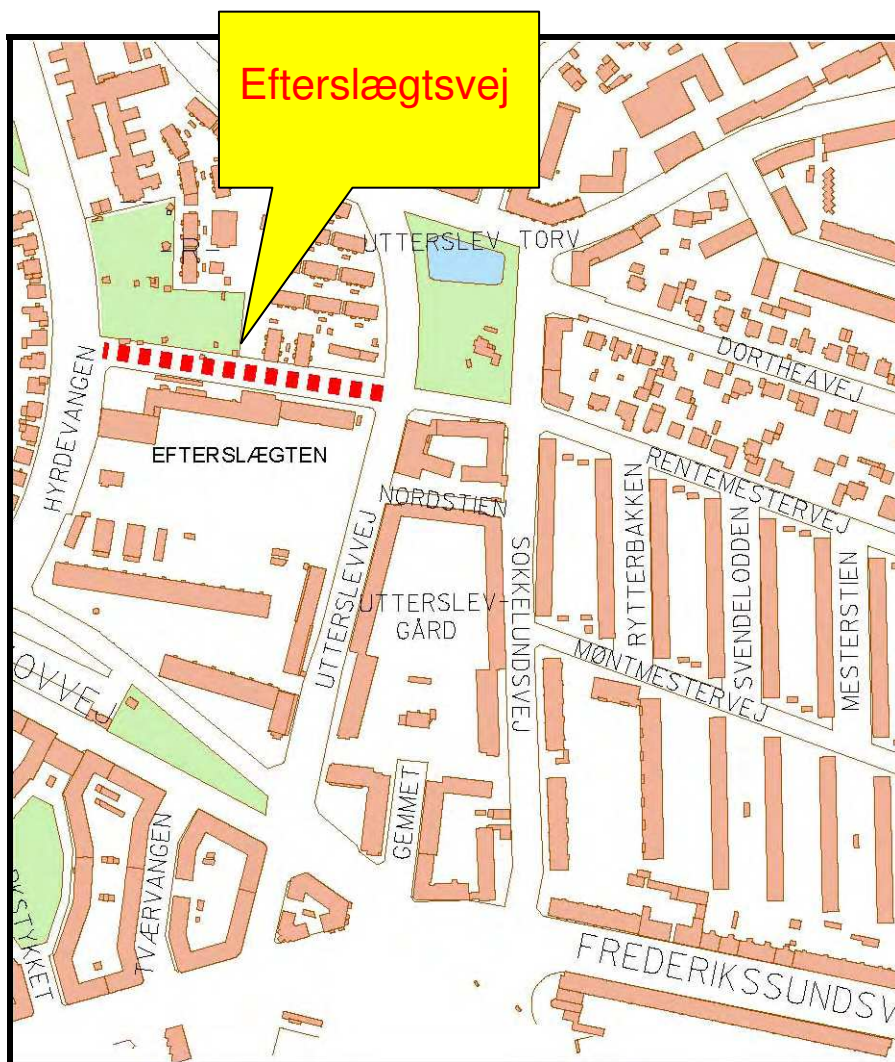 Efterslægtsvej
-R-
UTTERSLEV TORV
DORTHEAVEJ
HYRDEVANGEN
EFTERSLÆGTEN
NORDSTIEN
RENTEMESTERVEJ
UTTERSLEVVEJ
SOKKELUNDSVEJ
RYTTERBAKKEN
SVENDELODDEN
MESTERSTIEN
UTTERSLEV-
GÅRD
MØNTMESTERVEJ
OVVEJ
GEMMET
TVÆRVANGEN
RKSTYKKET
FREDERIKSSUNDSV